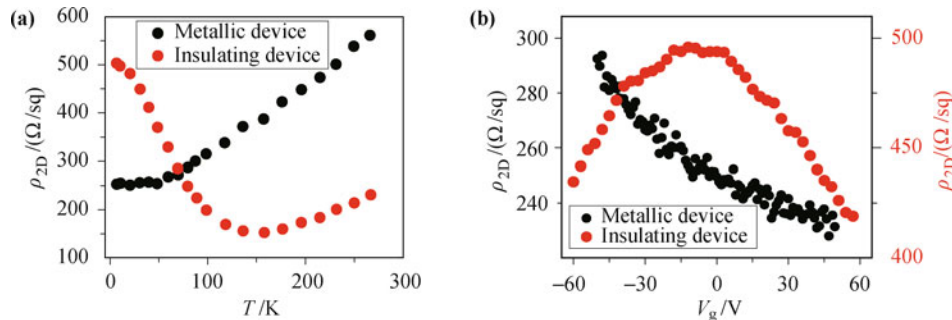 (a)
600
500
400
300
200
100
ρ2D/(Ω/sq)
Metallic device
Insulating device
0
100
200
300
T/K
(b)
300
280
260
240
ρ2D/(Ω/sq)
Metallic device
Insulating device
−60
−30
0
30
60
Vg/V
500
450
400
ρ2D/(Ω/sq)